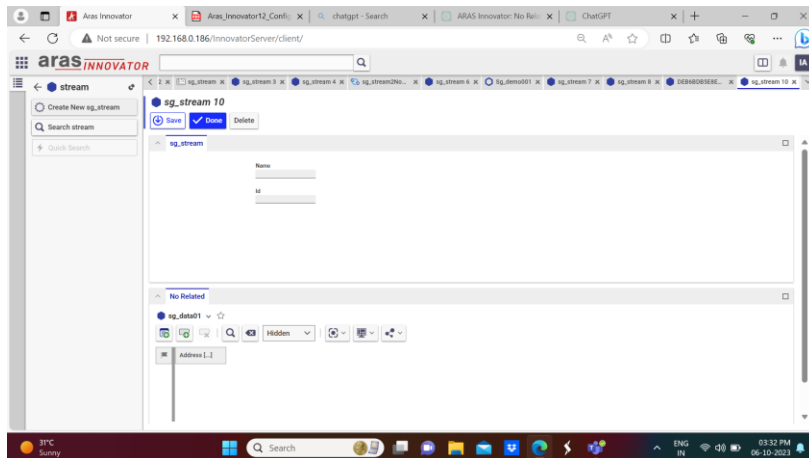 Aras Innovator
Aras_Innovator12_Config
chatgpt - Search
ARAS Innovator: No Rela
ChatGPT
Not secure | 192.168.0.186/InnovatorServer/client/
aras INNOVATOR
IA
stream
2 sg_stream sg_stream 3 sg_stream 4 sg_stream2No... sg_stream 6 Sg_demo001 sg_stream 7 sg_stream 8 sg_stream 10
Create New sg_stream
Search stream
Quick Search
sg_stream 10
Save Done Delete
sg_stream
Name
Id
No Related
sg_data01
Hidden
Address [...]
31°C
Sunny
Search
ENG
IN
03:32 PM
06-10-2023